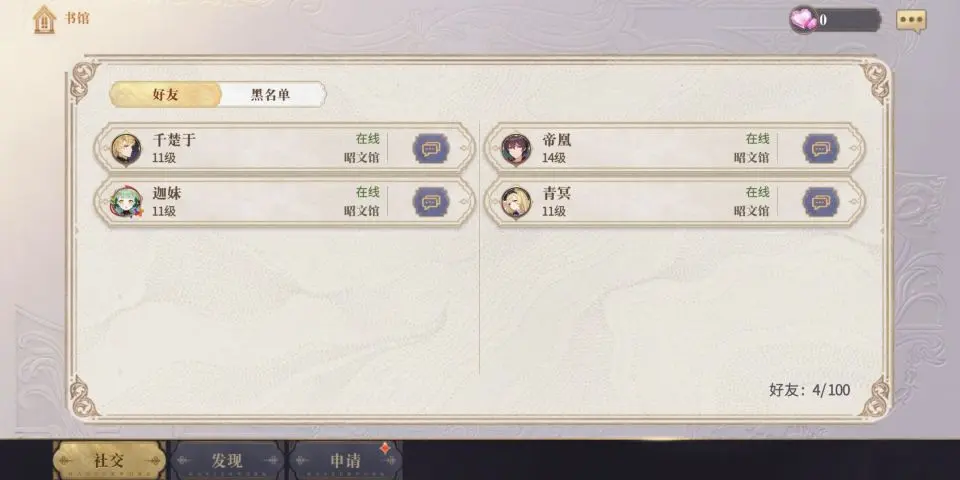 书馆
0
好友
黑名单
千楚于
在线
11级
昭文馆
帝凰
在线
14级
昭文馆
迦妹
在线
11级
昭文馆
青冥
在线
11级
昭文馆
好友：4/100
社交
发现
申请